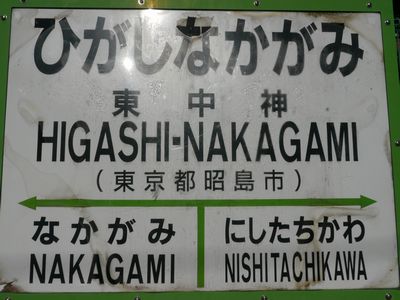 ひがしなかがみ
東中神
HIGASHI-NAKAGAMI
（東京都昭島市）
なかがみ にしたちかわ
NAKAGAMI NISHITACHIKAWA